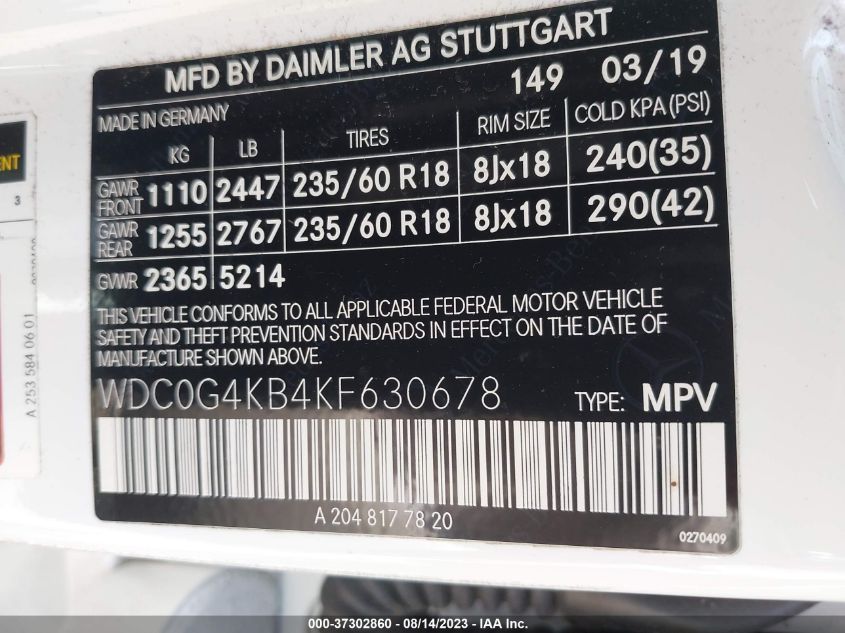 MFD BY DAIMLER AG STUTTGART
149 03/19
MADE IN GERMANY
KG LB TIRES RIM SIZE COLD KPA (PSI)
GAWR FRONT 1110 2447 235/60 R18 8Jx18 240(35)
GAWR REAR 1255 2767 235/60 R18 8Jx18 290(42)
GVWR 2365 5214
THIS VEHICLE CONFORMS TO ALL APPLICABLE FEDERAL MOTOR VEHICLE
SAFETY AND THEFT PREVENTION STANDARDS IN EFFECT ON THE DATE OF
MANUFACTURE SHOWN ABOVE.
WDC0G4KB4KF630678 TYPE: MPV
A 204 817 78 20
0270409
ENT
3
A 253 584 06 01
000-37302860 - 08/14/2023 - IAA Inc.